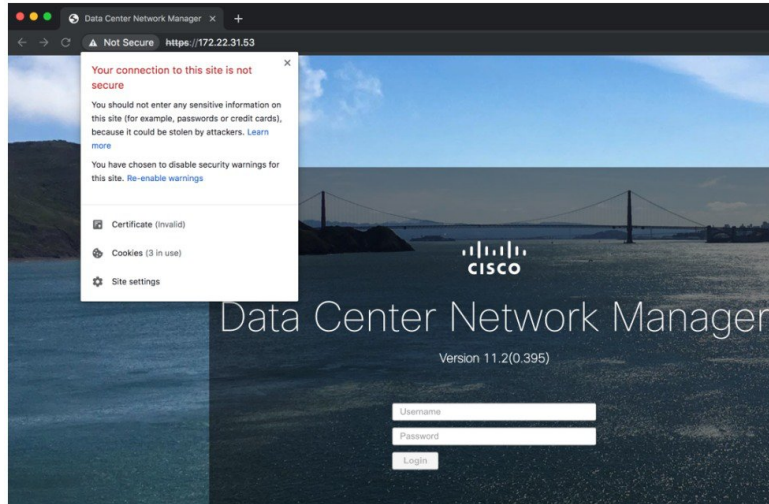 Data Center Network Manager
Not Secure https://172.22.31.53
Your connection to this site is not
secure
You should not enter any sensitive information on
this site (for example, passwords or credit cards),
because it could be stolen by attackers. Learn
more
You have chosen to disable security warnings for
this site. Re-enable warnings
Certificate (Invalid)
Cookies (3 in use)
Site settings
CISCO
Data Center Network Manager
Version 11.2(0.395)
Username
Password
Login